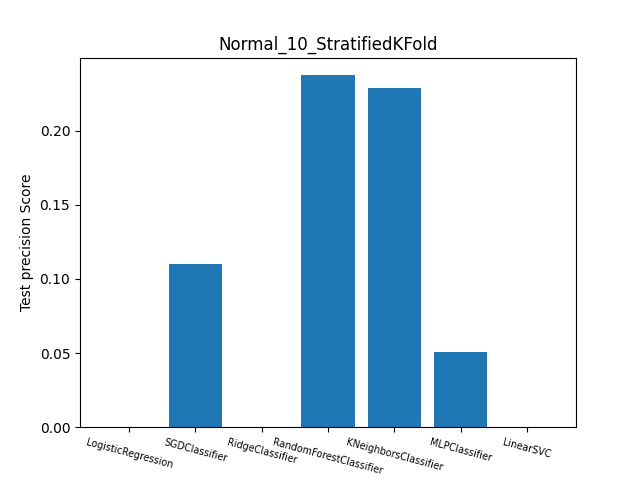 Normal_10_StratifiedKFold
Test precision Score
0.20
0.15
0.10
0.05
0.00
LogisticRegression
SGDClassifier
RidgeClassifier
RandomForestClassifier
KNeighborsClassifier
MLPClassifier
LinearSVC